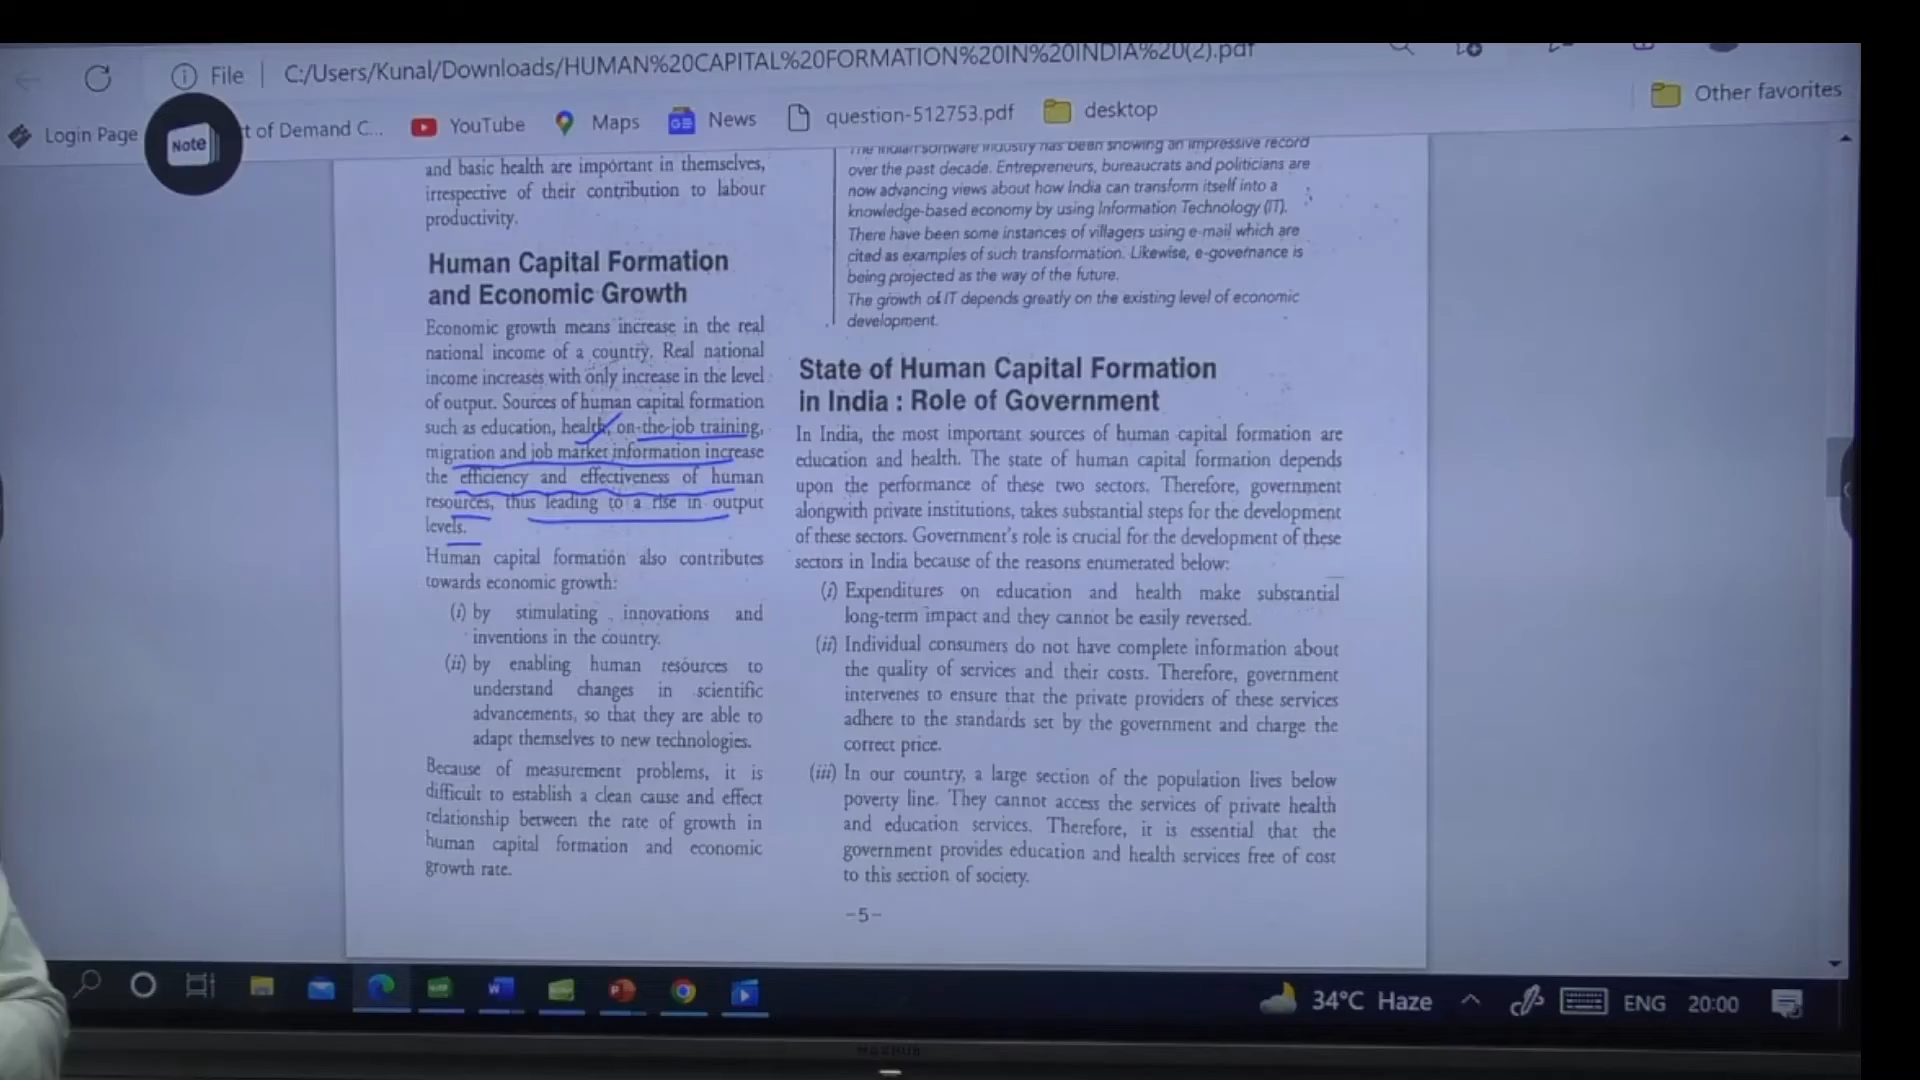 File
C:/Users/Kunal/Downloads/HUMAN%20CAPITAL%20FORMATION%20IN%20INDIA%20(2).pdf
Login Page
Note
t of Demand C...
YouTube
Maps
News
question-512753.pdf
desktop
Other favorites
and basic health are important in themselves,
irrespective of their contribution to labour
productivity.
Human Capital Formation
and Economic Growth
Economic growth means increase in the real
national income of a country. Real national
income increases with only increase in the level
of output. Sources of human capital formation
such as education, health, on-the-job training,
migration and job market information increase
the efficiency and effectiveness of human
resources, thus leading to a rise in output
levels.
Human capital formation also contributes
towards economic growth:
(i) by stimulating innovations and
inventions in the country.
(ii) by enabling human resources to
understand changes in scientific
advancements, so that they are able to
adapt themselves to new technologies.
Because of measurement problems, it is
difficult to establish a clean cause and effect
relationship between the rate of growth in
human capital formation and economic
growth rate.
The Indian software industry has been showing an impressive record
over the past decade. Entrepreneurs, bureaucrats and politicians are
now advancing views about how India can transform itself into a
knowledge-based economy by using Information Technology (IT).
There have been some instances of villagers using e-mail which are
cited as examples of such transformation. Likewise, e-governance is
being projected as the way of the future.
The growth of IT depends greatly on the existing level of economic
development.
State of Human Capital Formation
in India : Role of Government
In India, the most important sources of human capital formation are
education and health. The state of human capital formation depends
upon the performance of these two sectors. Therefore, government
alongwith private institutions, takes substantial steps for the development
of these sectors. Government's role is crucial for the development of these
sectors in India because of the reasons enumerated below:
(i) Expenditures on education and health make substantial
long-term impact and they cannot be easily reversed.
(ii) Individual consumers do not have complete information about
the quality of services and their costs. Therefore, government
intervenes to ensure that the private providers of these services
adhere to the standards set by the government and charge the
correct price.
(iii) In our country, a large section of the population lives below
poverty line. They cannot access the services of private health
and education services. Therefore, it is essential that the
government provides education and health services free of cost
to this section of society.
-5-
34°C Haze
ENG
20:00